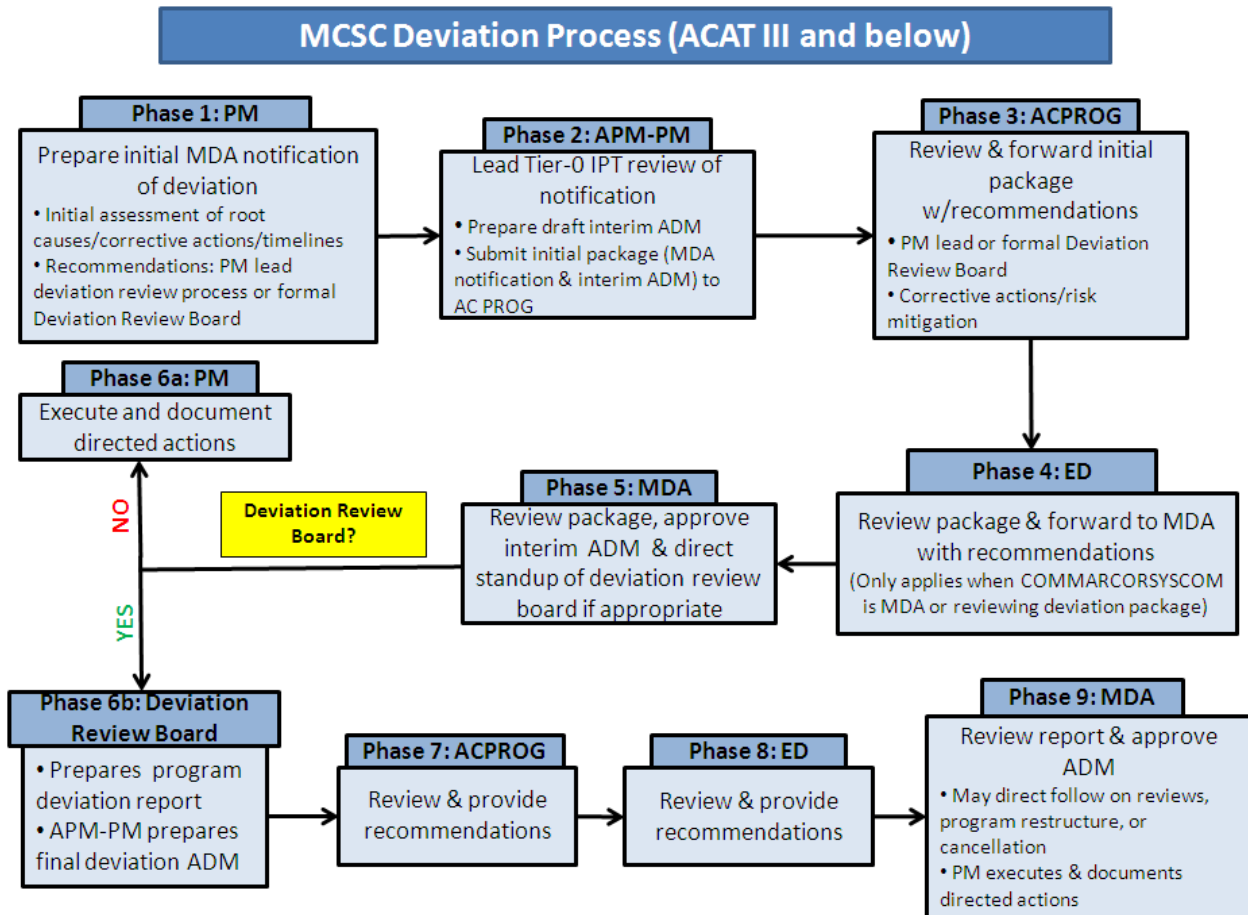 MCSC Deviation Process (ACAT III and below)
Phase 1: PM
Prepare initial MDA notification
of deviation
• Initial assessment of root
causes/corrective actions/timelines
• Recommendations: PM lead
deviation review process or formal
Deviation Review Board
Phase 2: APM-PM
Lead Tier-0 IPT review of
notification
• Prepare draft interim ADM
• Submit initial package (MDA
notification & interim ADM) to
AC PROG
Phase 3: ACPROG
Review & forward initial
package
w/recommendations
• PM lead or formal Deviation
Review Board
• Corrective actions/risk
mitigation
Phase 4: ED
Review package & forward to MDA
with recommendations
(Only applies when COMMARCORSYSCOM
is MDA or reviewing deviation package)
Phase 5: MDA
Review package, approve
interim ADM & direct
standup of deviation review
board if appropriate
Deviation Review
Board?
NO
YES
Phase 6a: PM
Execute and document
directed actions
Phase 6b: Deviation
Review Board
• Prepares program
deviation report
• APM-PM prepares
final deviation ADM
Phase 7: ACPROG
Review & provide
recommendations
Phase 8: ED
Review & provide
recommendations
Phase 9: MDA
Review report & approve
ADM
• May direct follow on reviews,
program restructure, or
cancellation
• PM executes & documents
directed actions